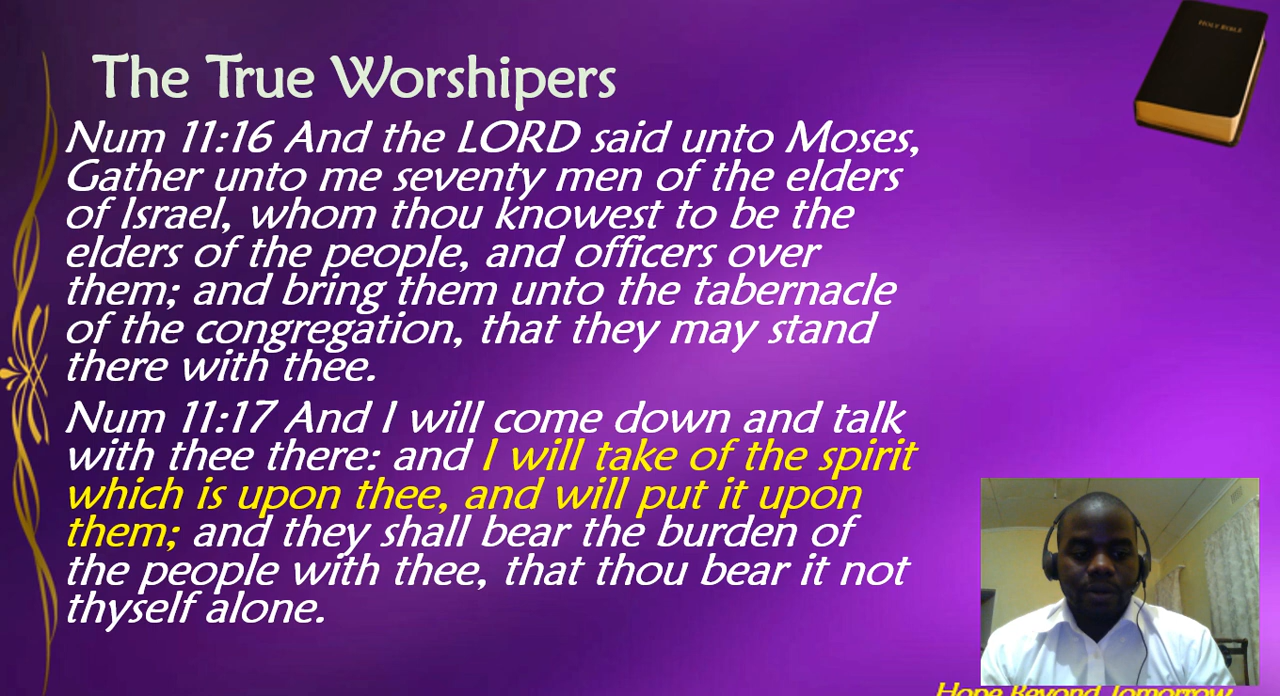 HOLY BIBLE
The True Worshipers
Num 11:16 And the LORD said unto Moses,
Gather unto me seventy men of the elders
of Israel, whom thou knowest to be the
elders of the people, and officers over
them; and bring them unto the tabernacle
of the congregation, that they may stand
there with thee.
Num 11:17 And I will come down and talk
with thee there: and I will take of the spirit
which is upon thee, and will put it upon
them; and they shall bear the burden of
the people with thee, that thou bear it not
thyself alone.
Hope Beyond Tomorrow